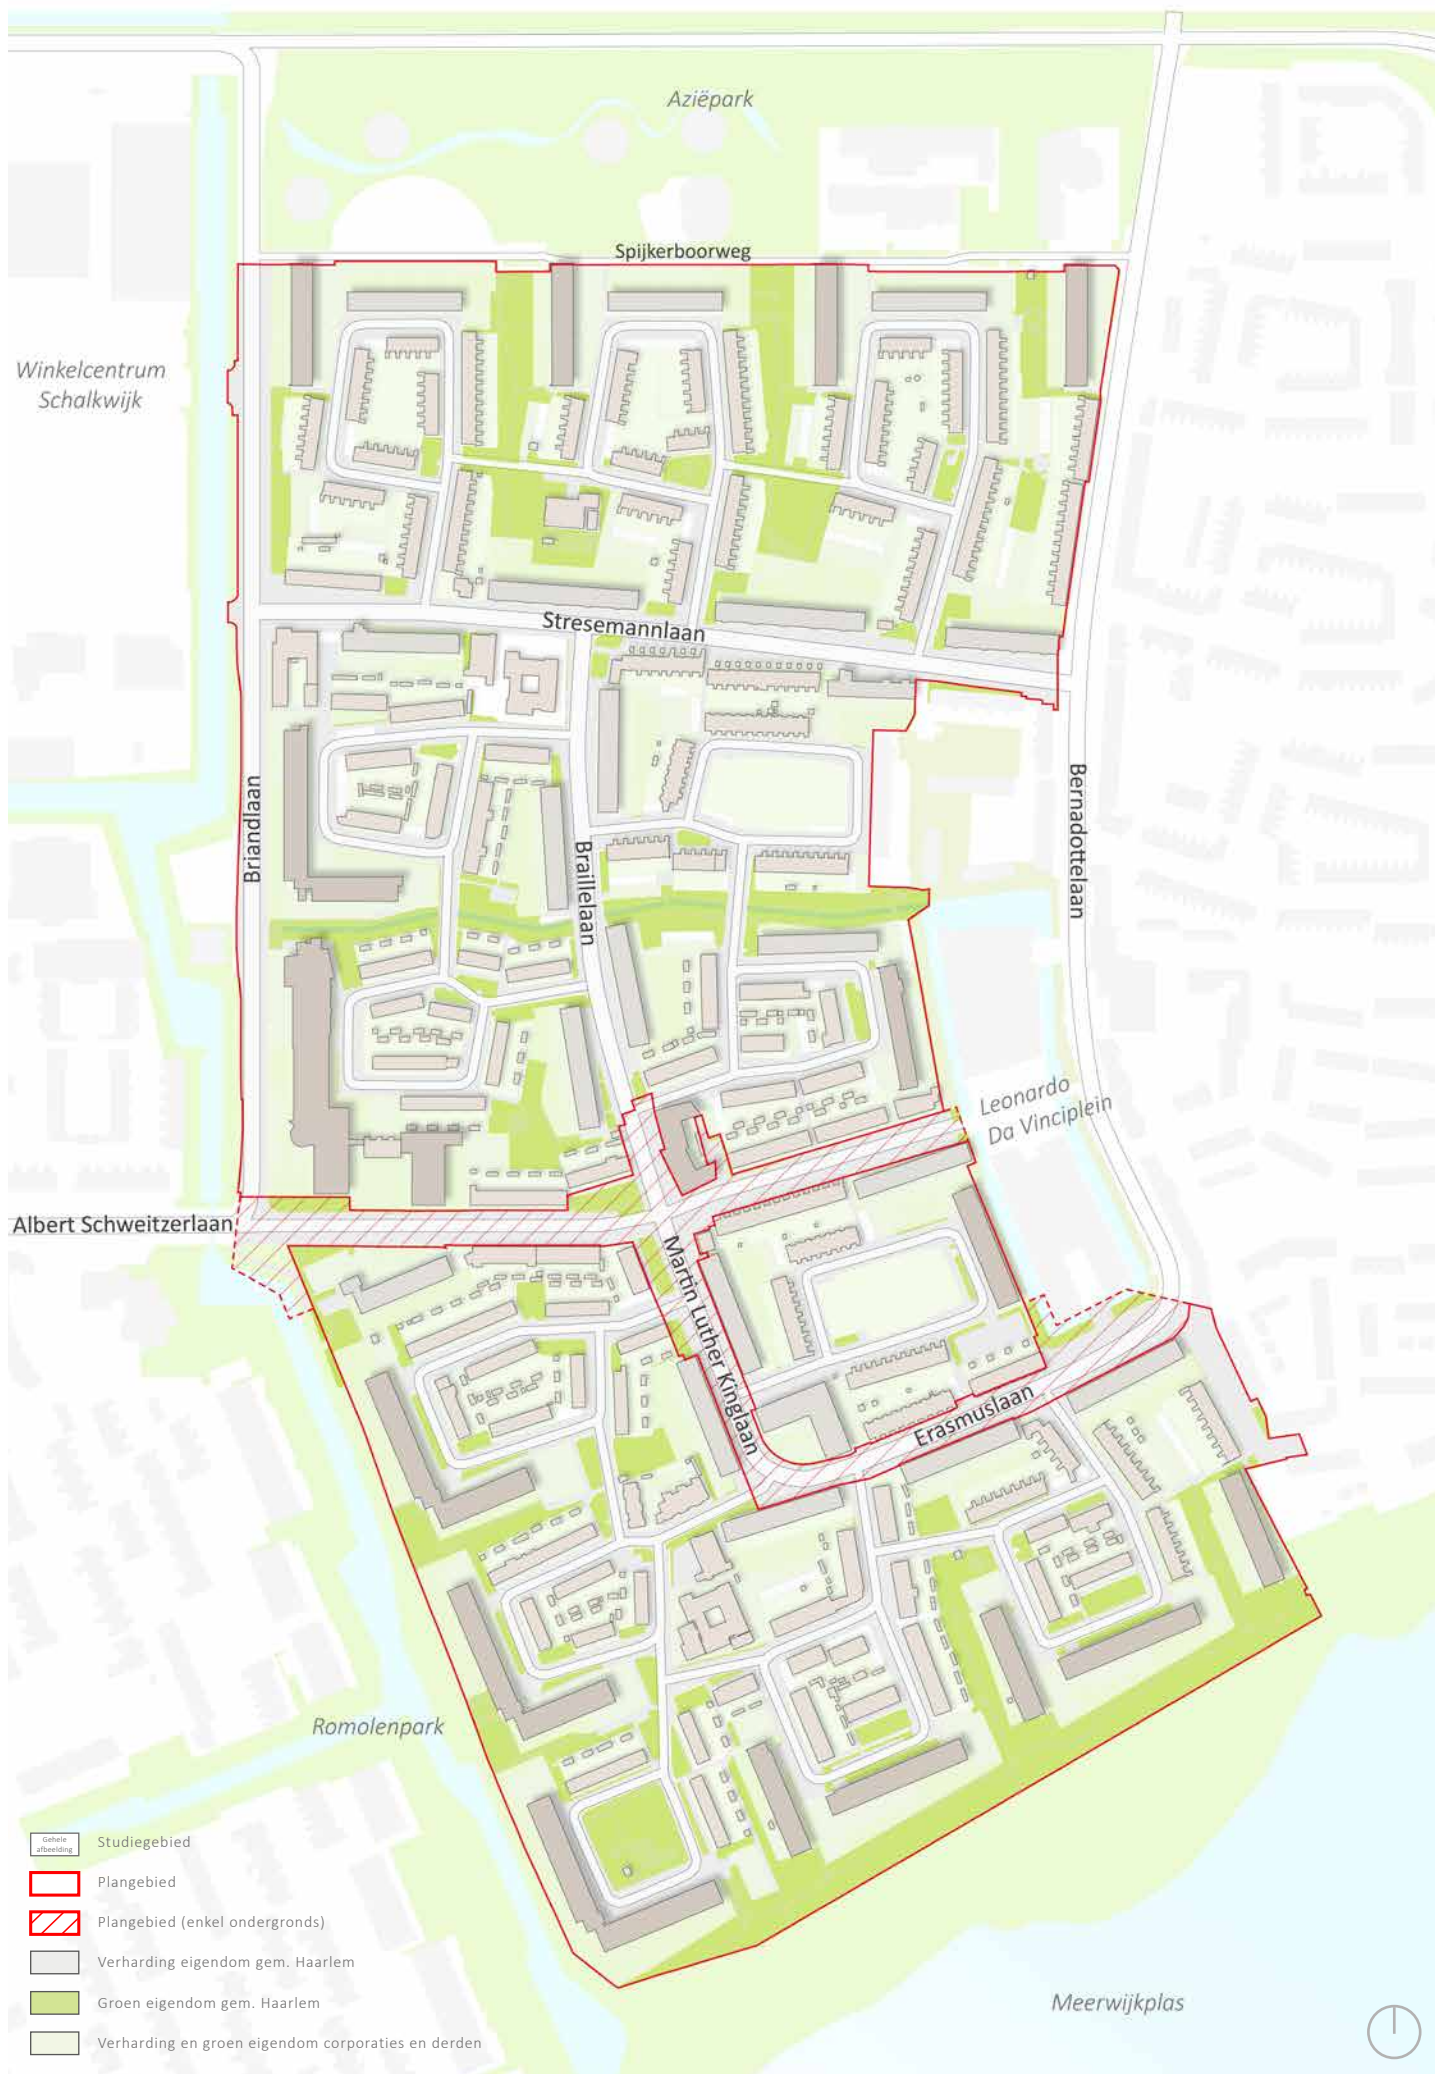 Aziëpark
Spijkerboorweg
Winkelcentrum
Schalkwijk
Stresemannlaan
Briandlaan
Braillelaan
Bernadottelaan
Leonardo
Da Vinciplein
Albert Schweitzerlaan
Martin Luther Kinglaan
Erasmuslaan
Romolenpark
Meerwijkplas
Gehele
afbeelding
Studiegebied
Plangebied
Plangebied (enkel ondergronds)
Verharding eigendom gem. Haarlem
Groen eigendom gem. Haarlem
Verharding en groen eigendom corporaties en derden